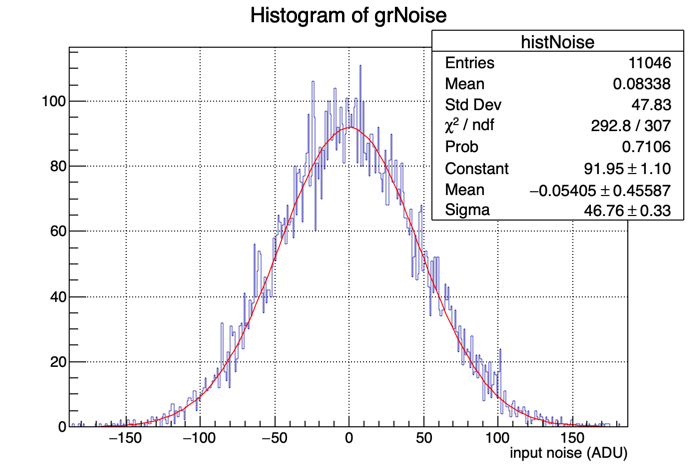 Histogram of grNoise
histNoise
Entries 11046
Mean 0.08338
Std Dev 47.83
χ² / ndf 292.8 / 307
Prob 0.7106
Constant 91.95 ± 1.10
Mean −0.05405 ± 0.45587
Sigma 46.76 ± 0.33
100
80
60
40
20
0
−150 −100 −50 0 50 100 150
input noise (ADU)